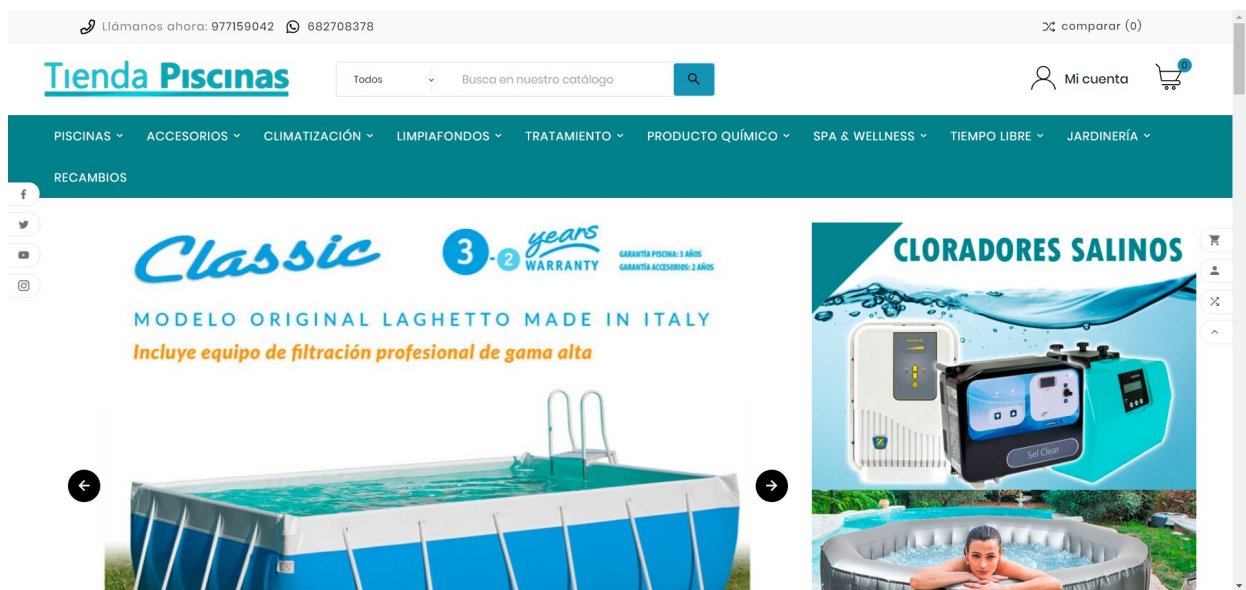 Llámanos ahora: 977159042 682708378
comparar (0)
Tienda Piscinas
Todos
Busca en nuestro catálogo
Mi cuenta
0
PISCINAS ACCESORIOS CLIMATIZACIÓN LIMPIAFONDOS TRATAMIENTO PRODUCTO QUÍMICO SPA & WELLNESS TIEMPO LIBRE JARDINERÍA
RECAMBIOS
Classic
3-2 years WARRANTY
GARANTÍA PISCINA: 3 AÑOS
GARANTÍA ACCESORIOS: 2 AÑOS
MODELO ORIGINAL LAGHETTO MADE IN ITALY
Incluye equipo de filtración profesional de gama alta
CLORADORES SALINOS
Sel Clear